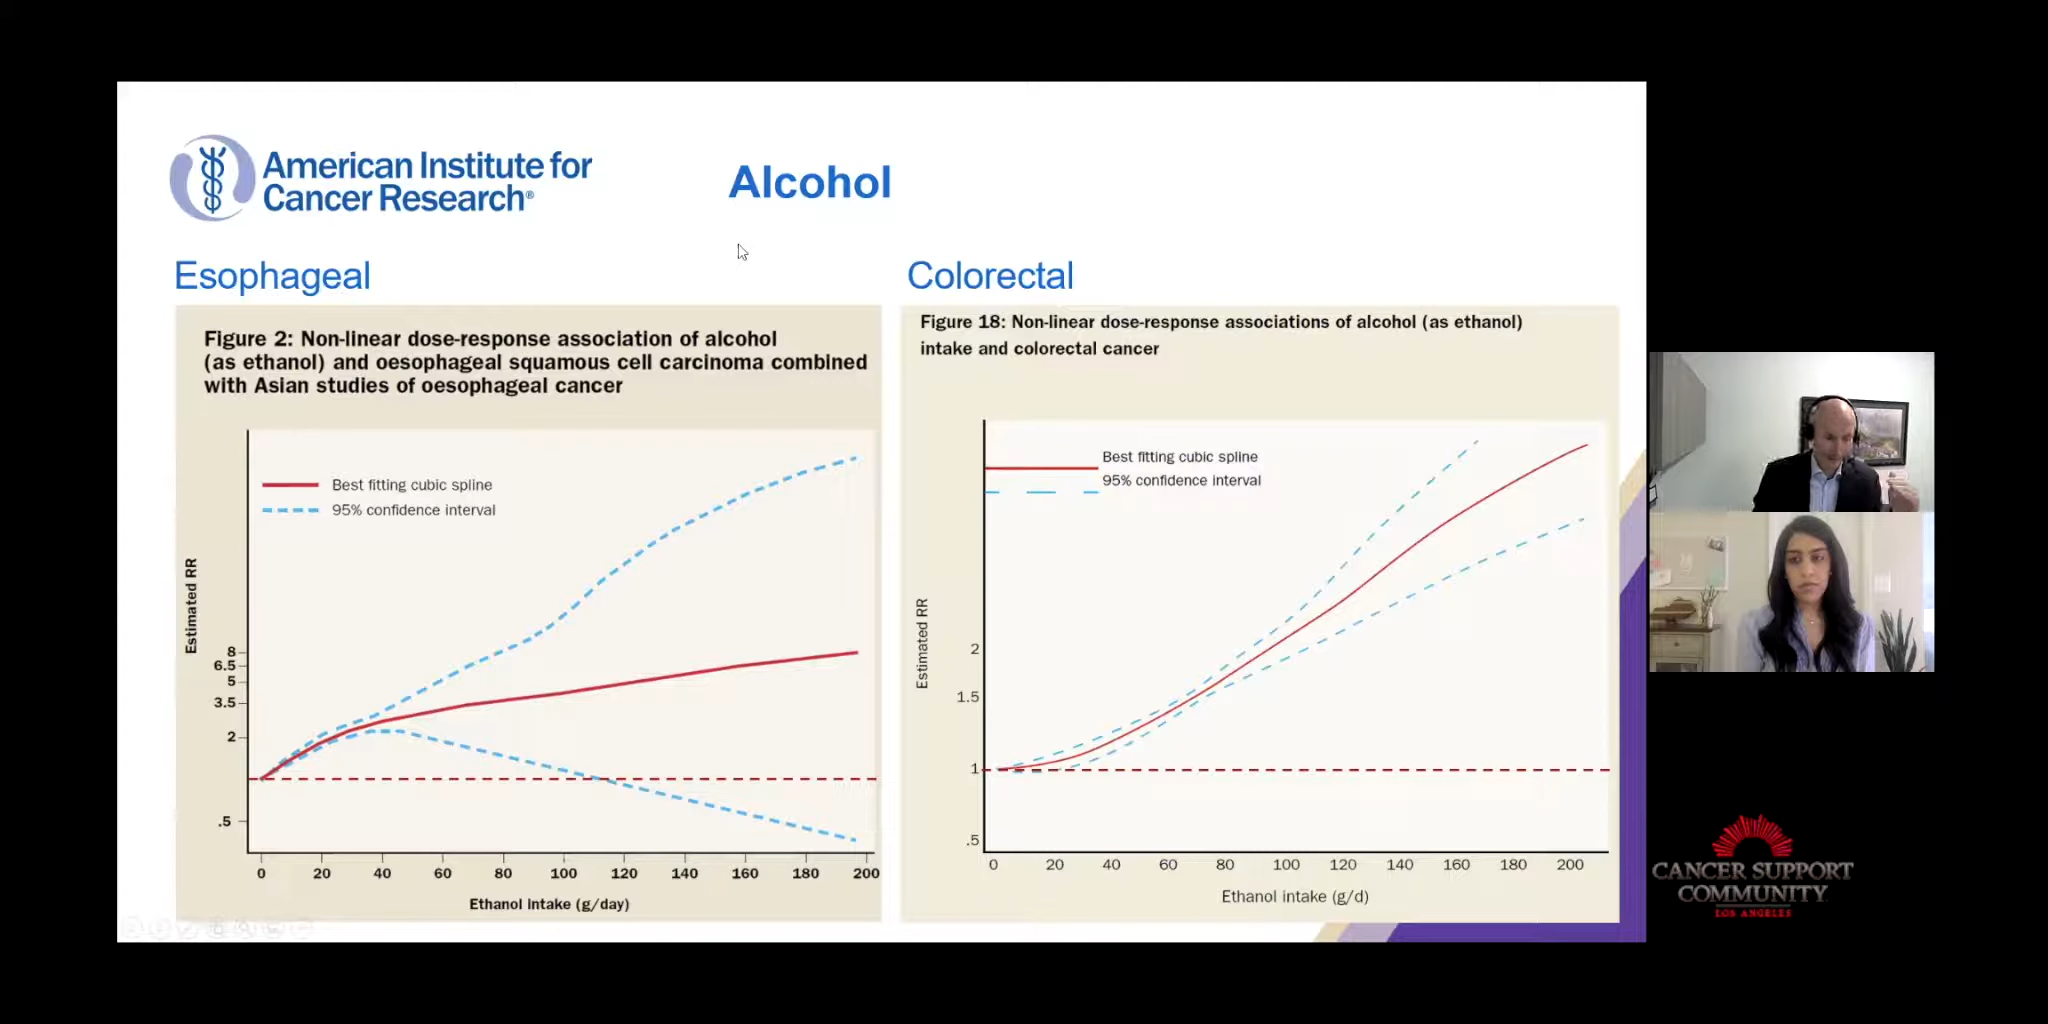 American Institute for
Cancer Research®
Alcohol
Esophageal
Figure 2: Non-linear dose-response association of alcohol
(as ethanol) and oesophageal squamous cell carcinoma combined
with Asian studies of oesophageal cancer
Best fitting cubic spline
95% confidence interval
Estimated RR
8
6.5
5
3.5
2
.5
0 20 40 60 80 100 120 140 160 180 200
Ethanol intake (g/day)
Colorectal
Figure 18: Non-linear dose-response associations of alcohol (as ethanol)
intake and colorectal cancer
Best fitting cubic spline
95% confidence interval
Estimated RR
2
1.5
1
.5
0 20 40 60 80 100 120 140 160 180 200
Ethanol intake (g/d)
CANCER SUPPORT
COMMUNITY
LOS ANGELES